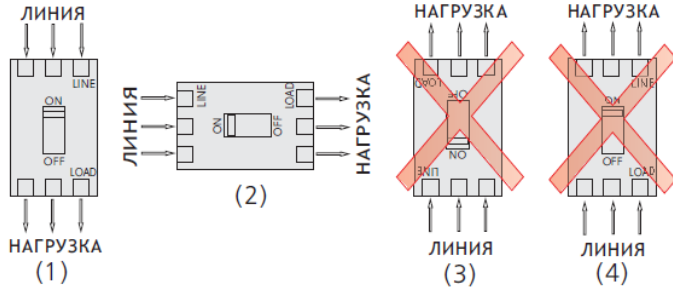 ЛИНИЯ
LINE
ON
OFF
LOAD
НАГРУЗКА
(1)
ЛИНИЯ
LINE
ON
OFF
LOAD
НАГРУЗКА
(2)
НАГРУЗКА
LOAD
OFF
ON
LINE
ЛИНИЯ
(3)
НАГРУЗКА
LINE
ON
OFF
LOAD
ЛИНИЯ
(4)